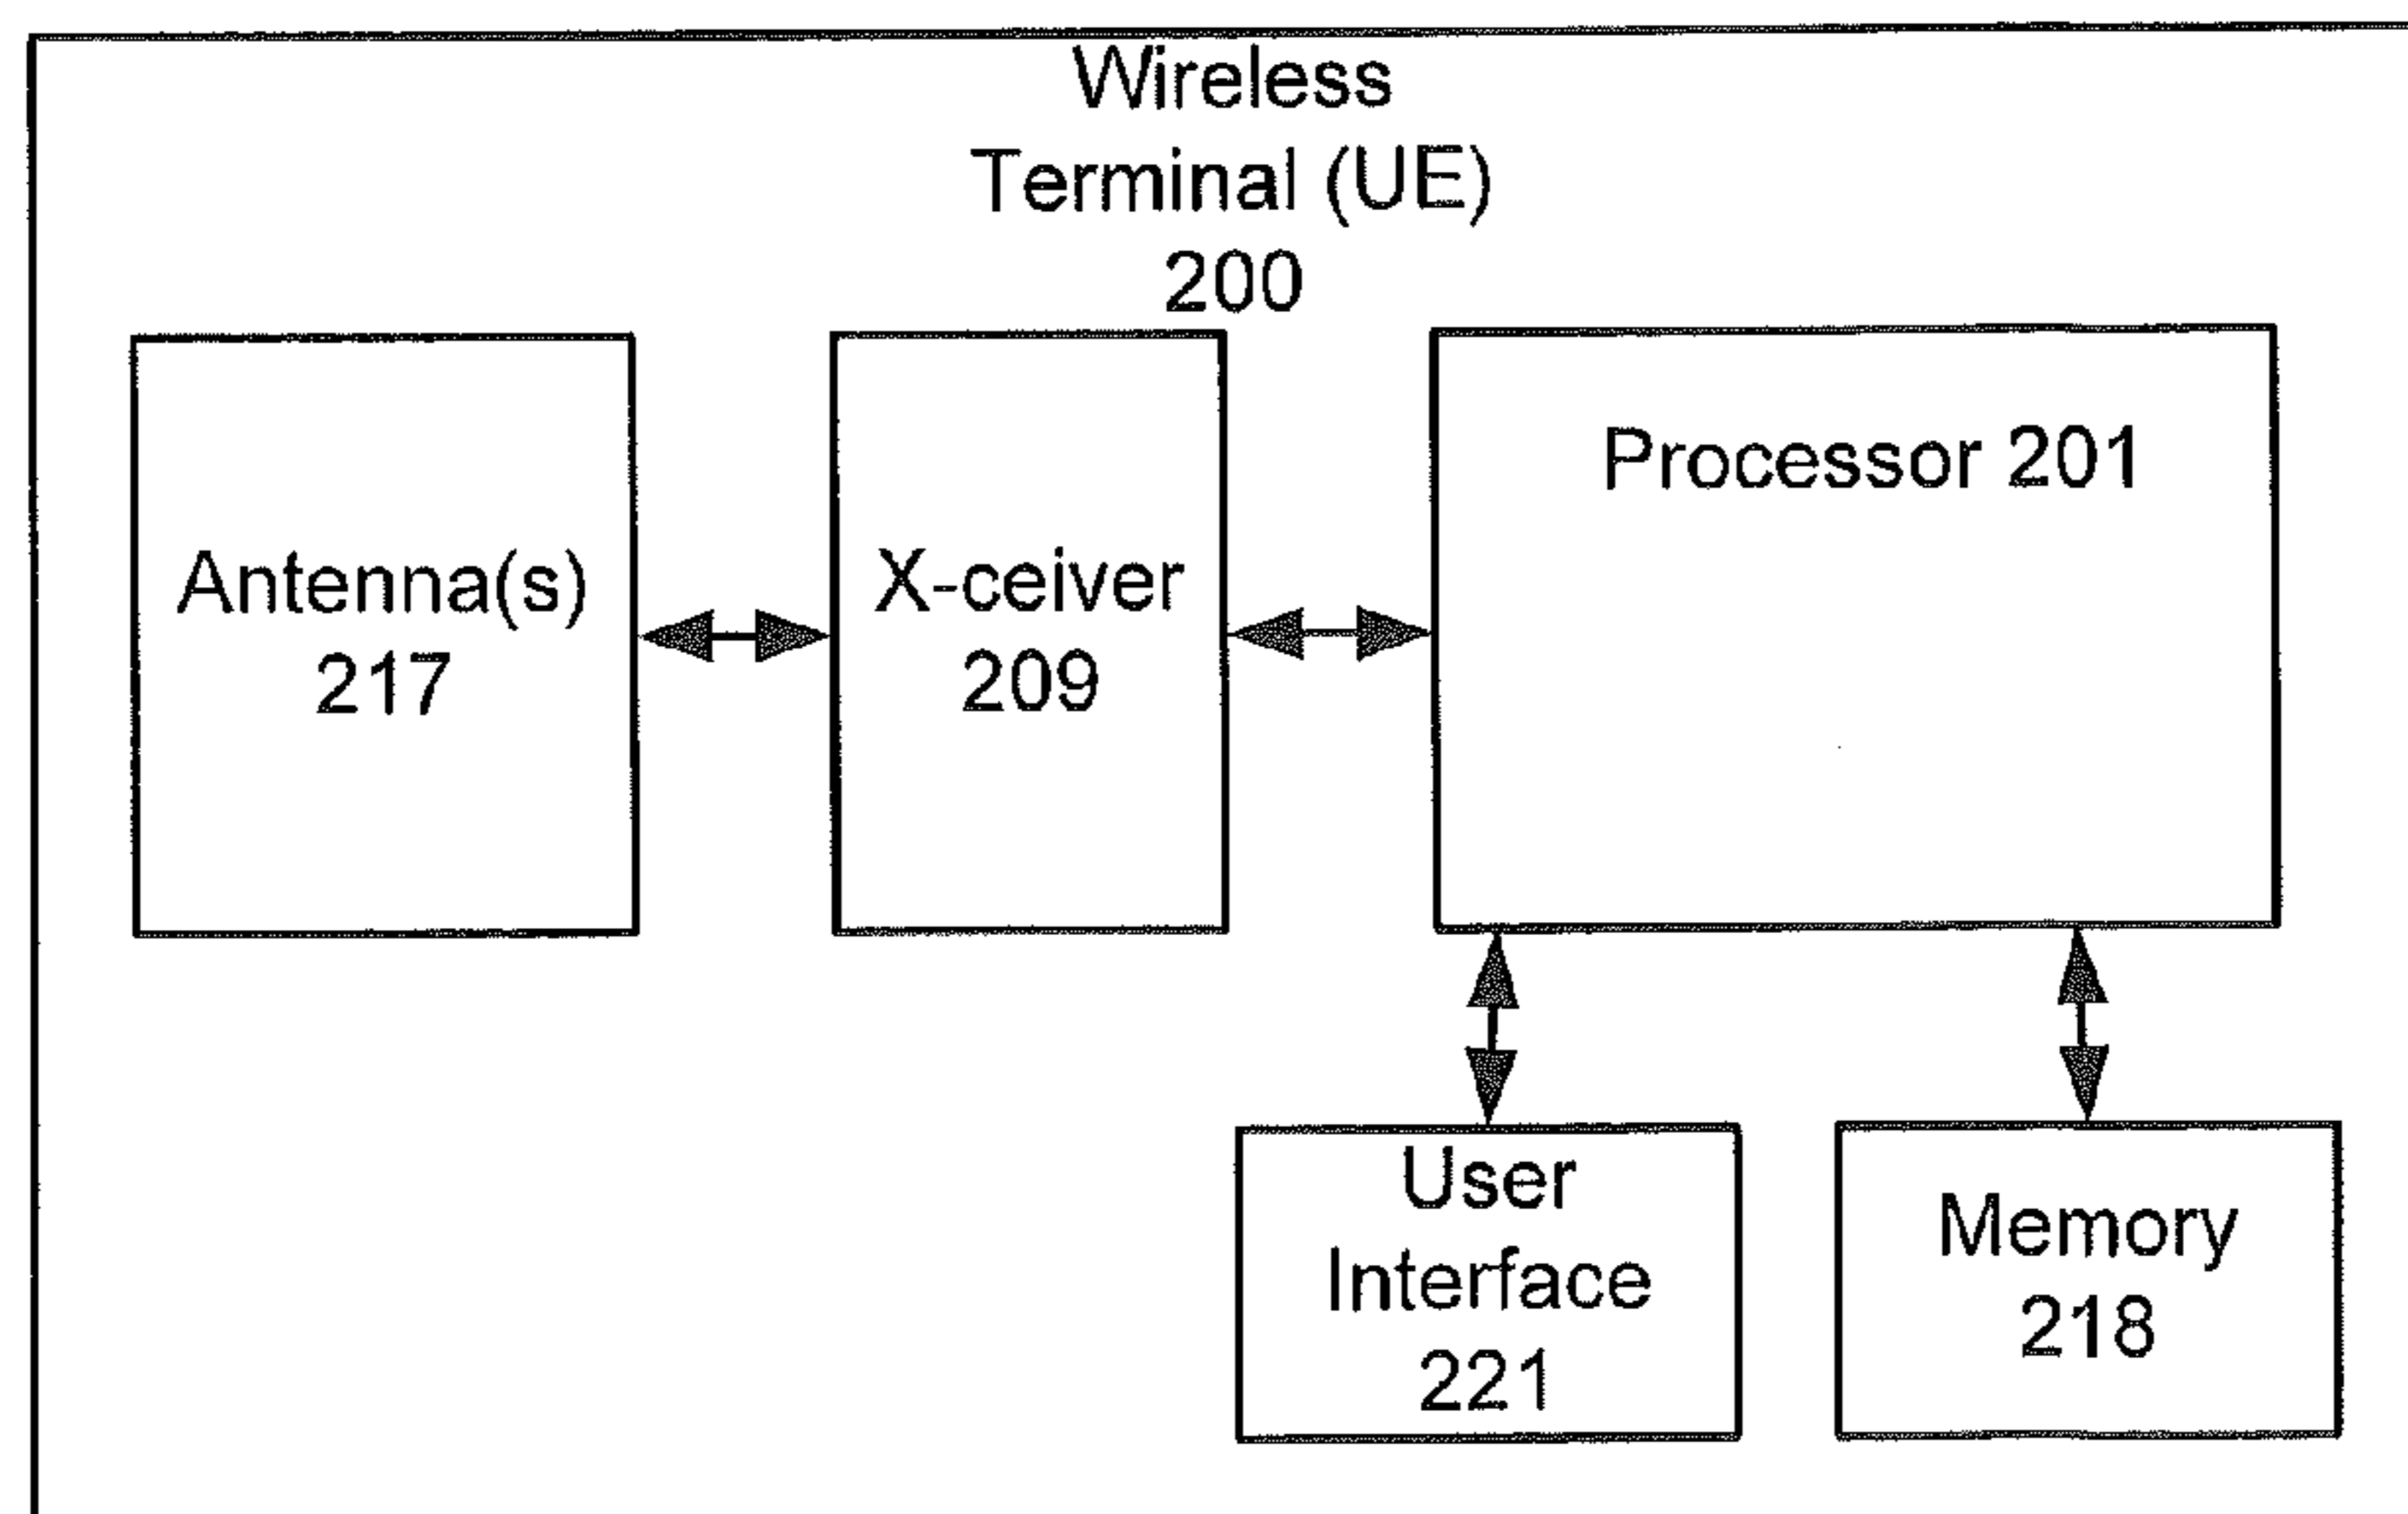 Wireless
Terminal (UE)
200
Antenna(s)
217
X-ceiver
209
Processor 201
User
Interface
221
Memory
218